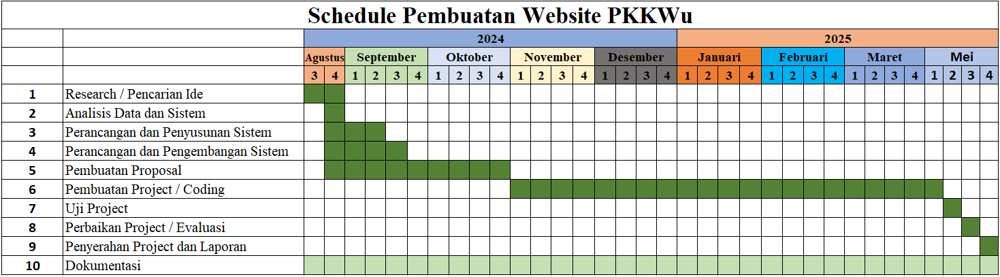 Schedule Pembuatan Website PKKWu
2024 2025
Agustus September Oktober November Desember Januari Februari Maret Mei
3 4 1 2 3 4 1 2 3 4 1 2 3 4 1 2 3 4 1 2 3 4 1 2 3 4 1 2 3 4 1 2 3 4
1 Research / Pencarian Ide
2 Analisis Data dan Sistem
3 Perancangan dan Penyusunan Sistem
4 Perancangan dan Pengembangan Sistem
5 Pembuatan Proposal
6 Pembuatan Project / Coding
7 Uji Project
8 Perbaikan Project / Evaluasi
9 Penyerahan Project dan Laporan
10 Dokumentasi